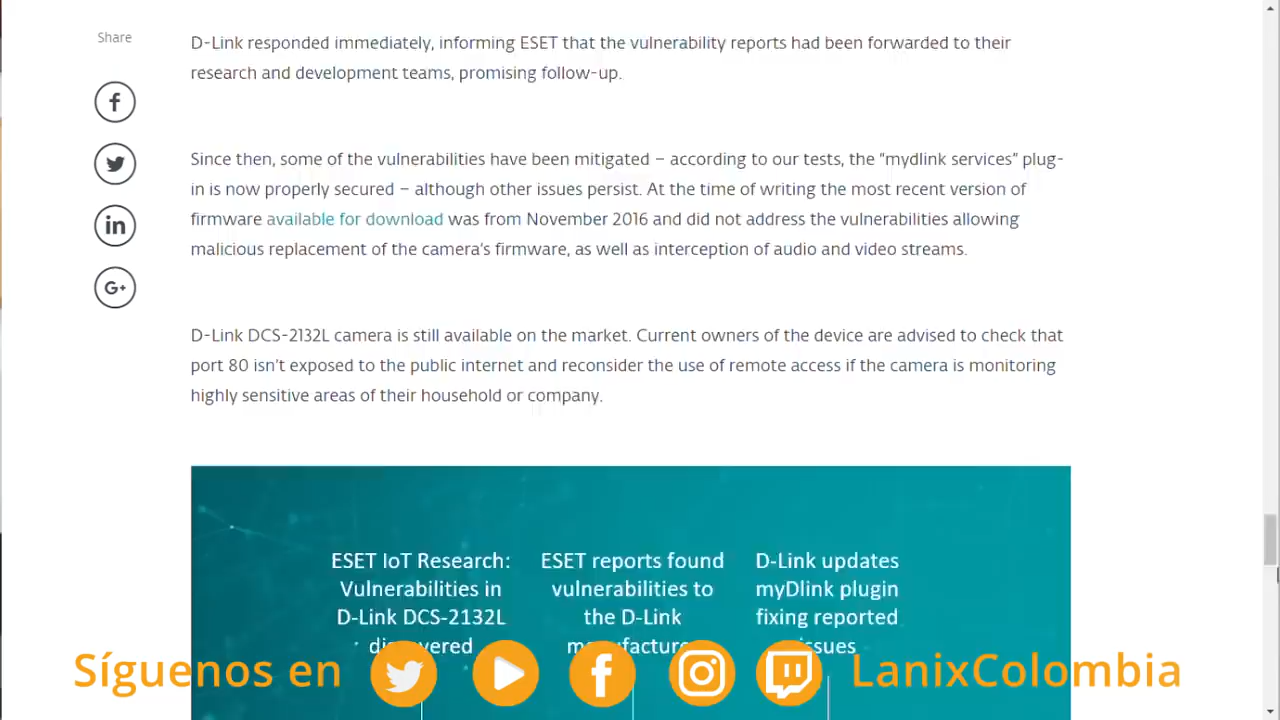 Share
D-Link responded immediately, informing ESET that the vulnerability reports had been forwarded to their
research and development teams, promising follow-up.
Since then, some of the vulnerabilities have been mitigated – according to our tests, the “mydlink services” plug-
in is now properly secured – although other issues persist. At the time of writing the most recent version of
firmware available for download was from November 2016 and did not address the vulnerabilities allowing
malicious replacement of the camera’s firmware, as well as interception of audio and video streams.
D-Link DCS-2132L camera is still available on the market. Current owners of the device are advised to check that
port 80 isn’t exposed to the public internet and reconsider the use of remote access if the camera is monitoring
highly sensitive areas of their household or company.
ESET IoT Research:
Vulnerabilities in
D-Link DCS-2132L
ESET reports found
vulnerabilities to
the D-Link
D-Link updates
myDlink plugin
fixing reported
issues
Síguenos en
LanixColombia